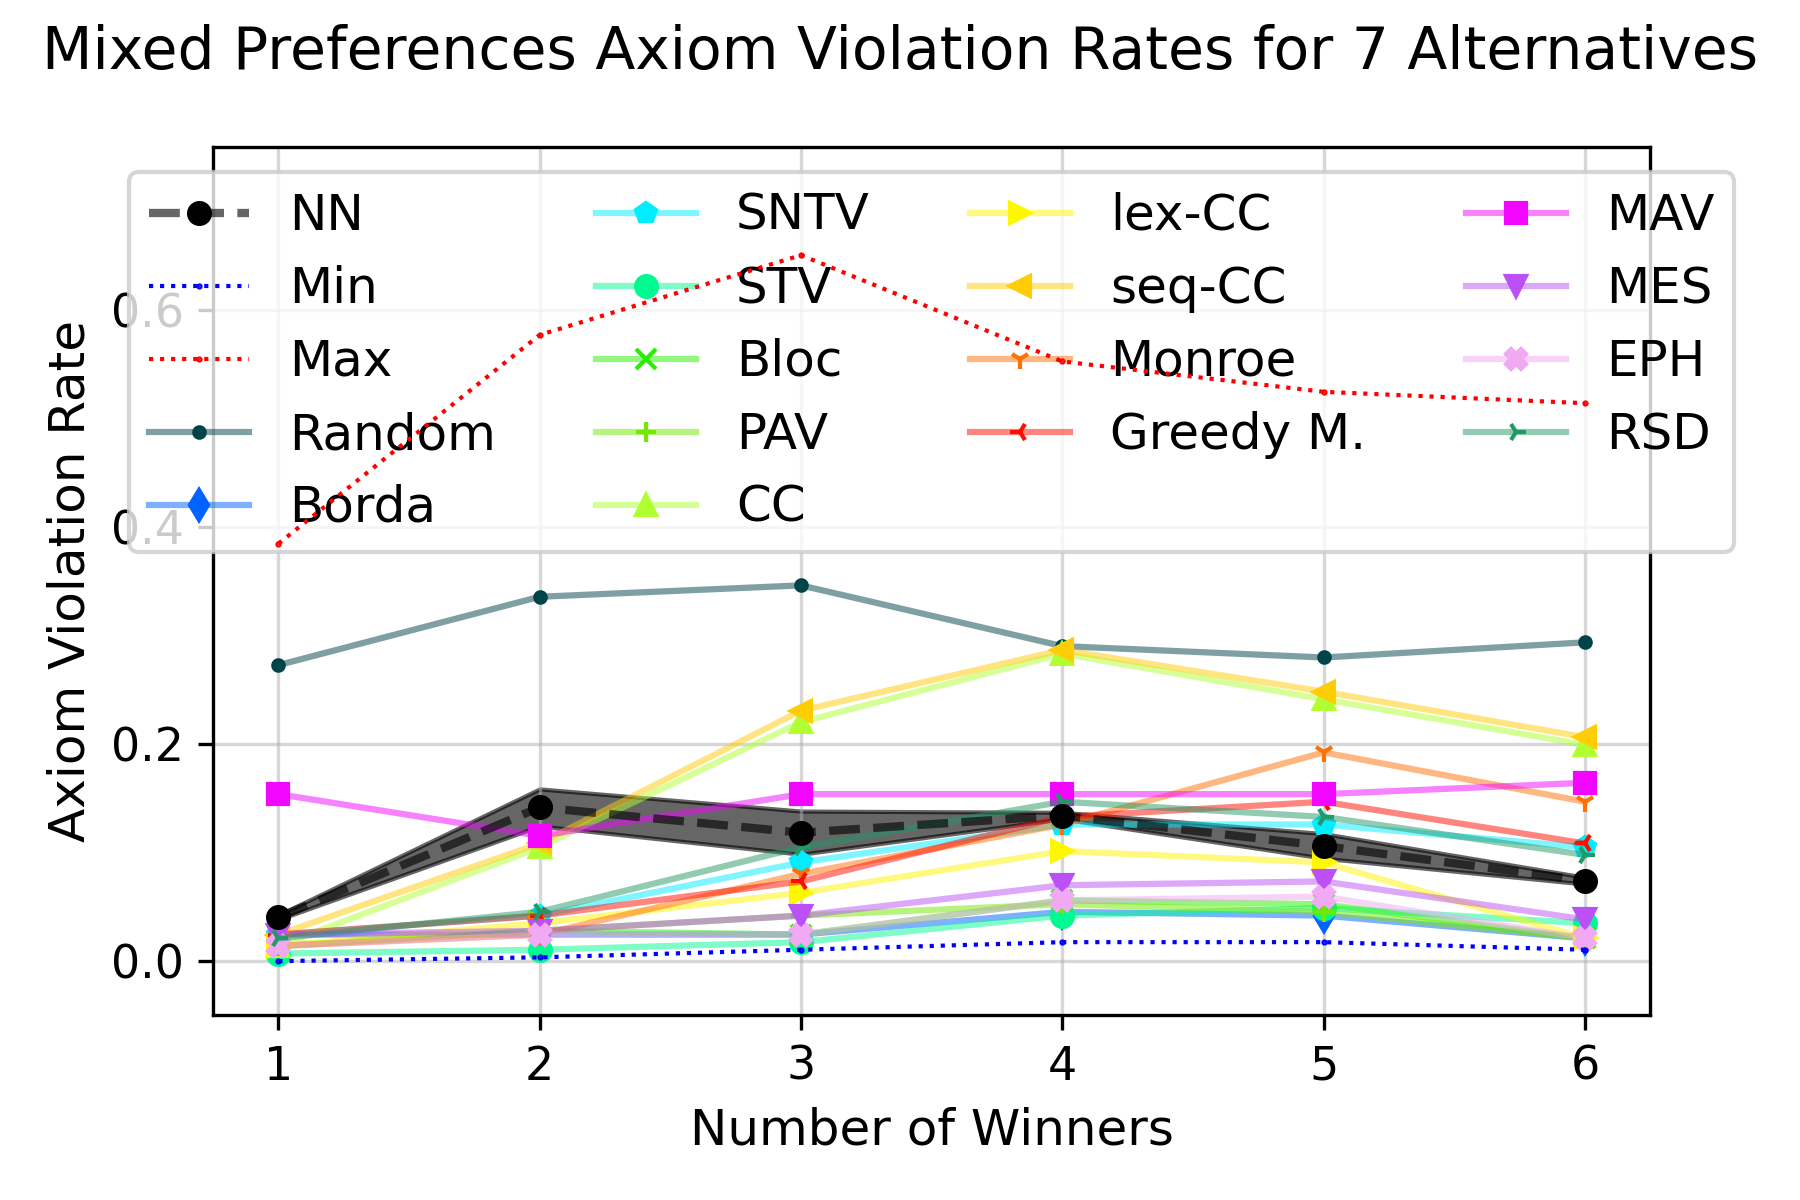 Mixed Preferences Axiom Violation Rates for 7 Alternatives
NN
Min
Max
Random
Borda
SNTV
STV
Bloc
PAV
CC
lex-CC
seq-CC
Monroe
Greedy M.
MAV
MES
EPH
RSD
Axiom Violation Rate
0.6
0.4
0.2
0.0
1 2 3 4 5 6
Number of Winners